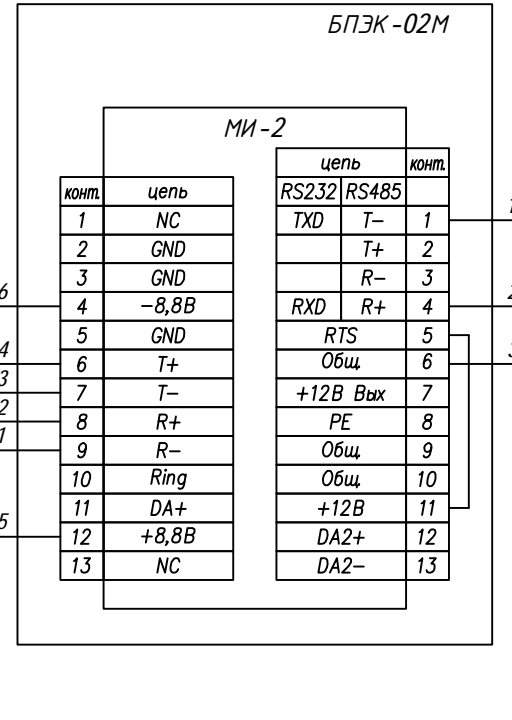 БПЭК-02М
МИ-2
конт. цепь
1 NC
2 GND
3 GND
4 -8,8В
5 GND
6 T+
7 T-
8 R+
9 R-
10 Ring
11 DA+
12 +8,8В
13 NC
цепь конт.
RS232 RS485
TXD T- 1
T+ 2
R- 3
RXD R+ 4
RTS 5
Общ. 6
+12В Вых 7
PE 8
Общ. 9
Общ. 10
+12В 11
DA2+ 12
DA2- 13
6
4
3
2
1
5
1
2
3